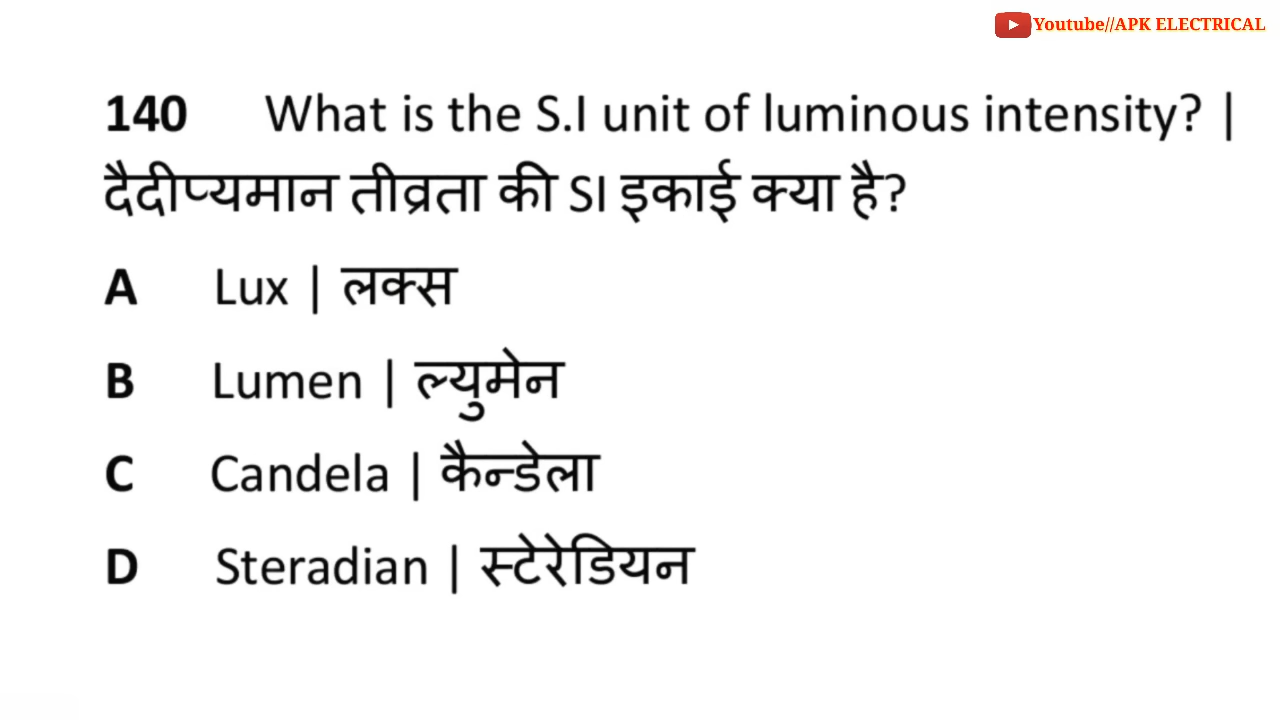 Youtube//APK ELECTRICAL
140 What is the S.I unit of luminous intensity? |
दैदीप्यमान तीव्रता की SI इकाई क्या है?
A Lux | लक्स
B Lumen | ल्युमेन
C Candela | कैन्डेला
D Steradian | स्टेरेडियन